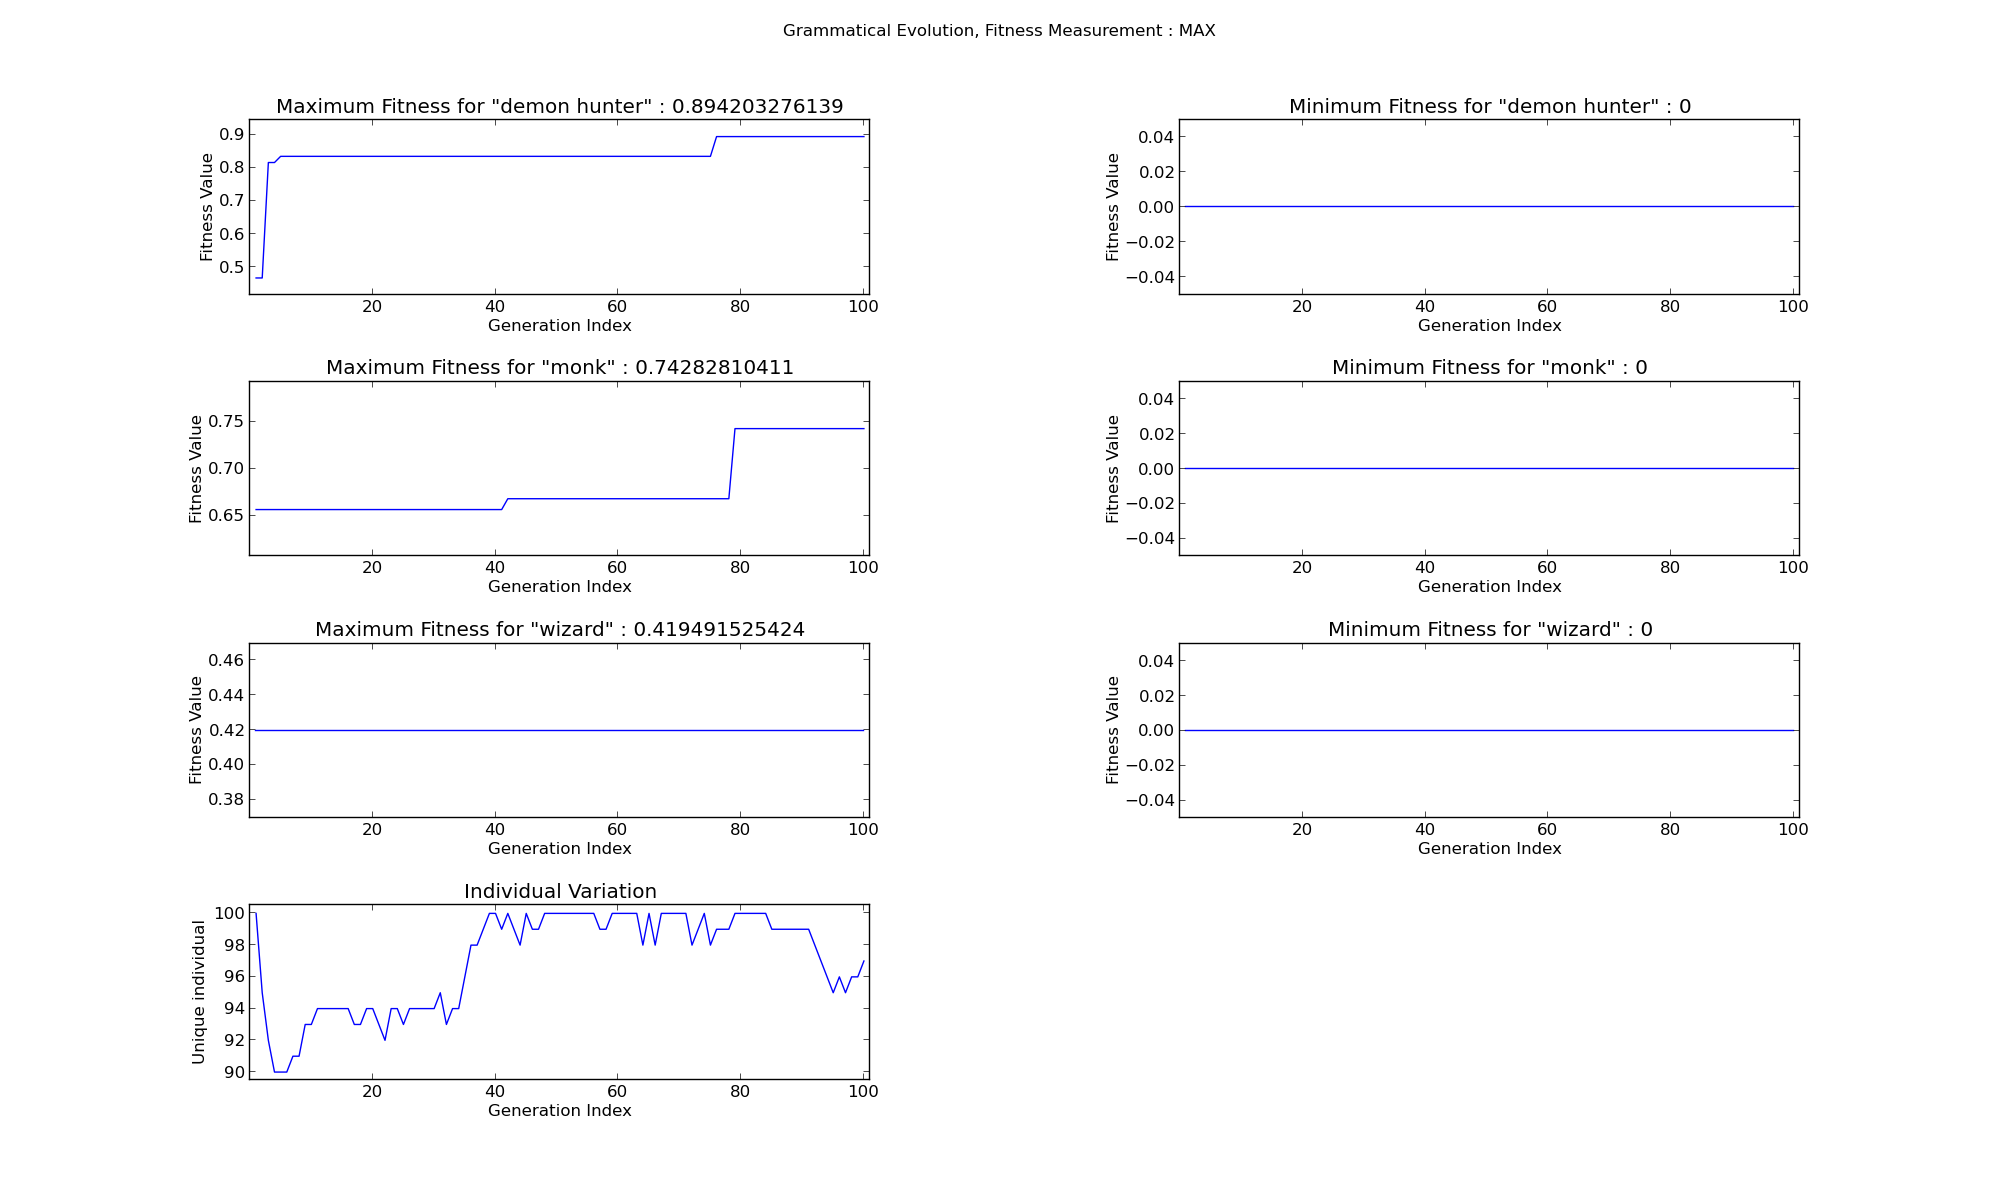 Grammatical Evolution, Fitness Measurement : MAX
Maximum Fitness for "demon hunter" : 0.894203276139
Fitness Value
0.9
0.8
0.7
0.6
0.5
20 40 60 80 100
Generation Index
Minimum Fitness for "demon hunter" : 0
Fitness Value
0.04
0.02
0.00
−0.02
−0.04
20 40 60 80 100
Generation Index
Maximum Fitness for "monk" : 0.74282810411
Fitness Value
0.75
0.70
0.65
20 40 60 80 100
Generation Index
Minimum Fitness for "monk" : 0
Fitness Value
0.04
0.02
0.00
−0.02
−0.04
20 40 60 80 100
Generation Index
Maximum Fitness for "wizard" : 0.419491525424
Fitness Value
0.46
0.44
0.42
0.40
0.38
20 40 60 80 100
Generation Index
Minimum Fitness for "wizard" : 0
Fitness Value
0.04
0.02
0.00
−0.02
−0.04
20 40 60 80 100
Generation Index
Individual Variation
Unique individual
100
98
96
94
92
90
20 40 60 80 100
Generation Index